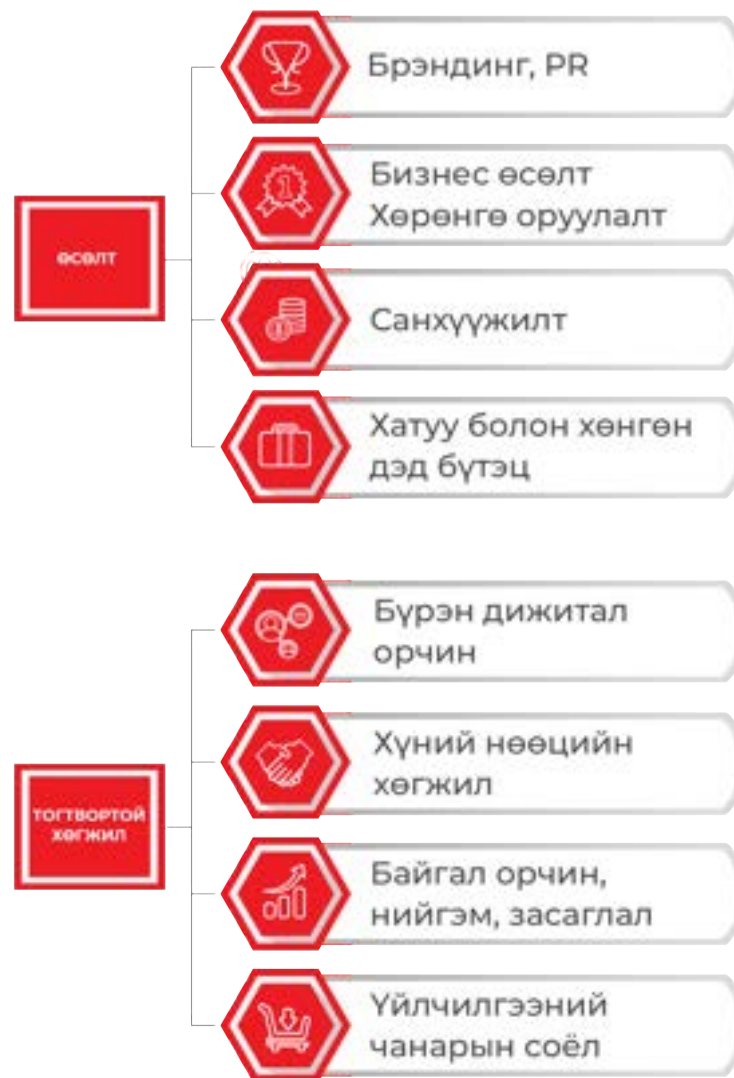 ӨСӨЛТ
Брэндинг, PR
Бизнес өсөлт
Хөрөнгө оруулалт
Санхүүжилт
Хатуу болон хөнгөн
дэд бүтэц
ТОГТВОРТОЙ
ХӨГЖИЛ
Бүрэн дижитал
орчин
Хүний нөөцийн
хөгжил
Байгал орчин,
нийгэм, засаглал
Үйлчилгээний
чанарын соёл